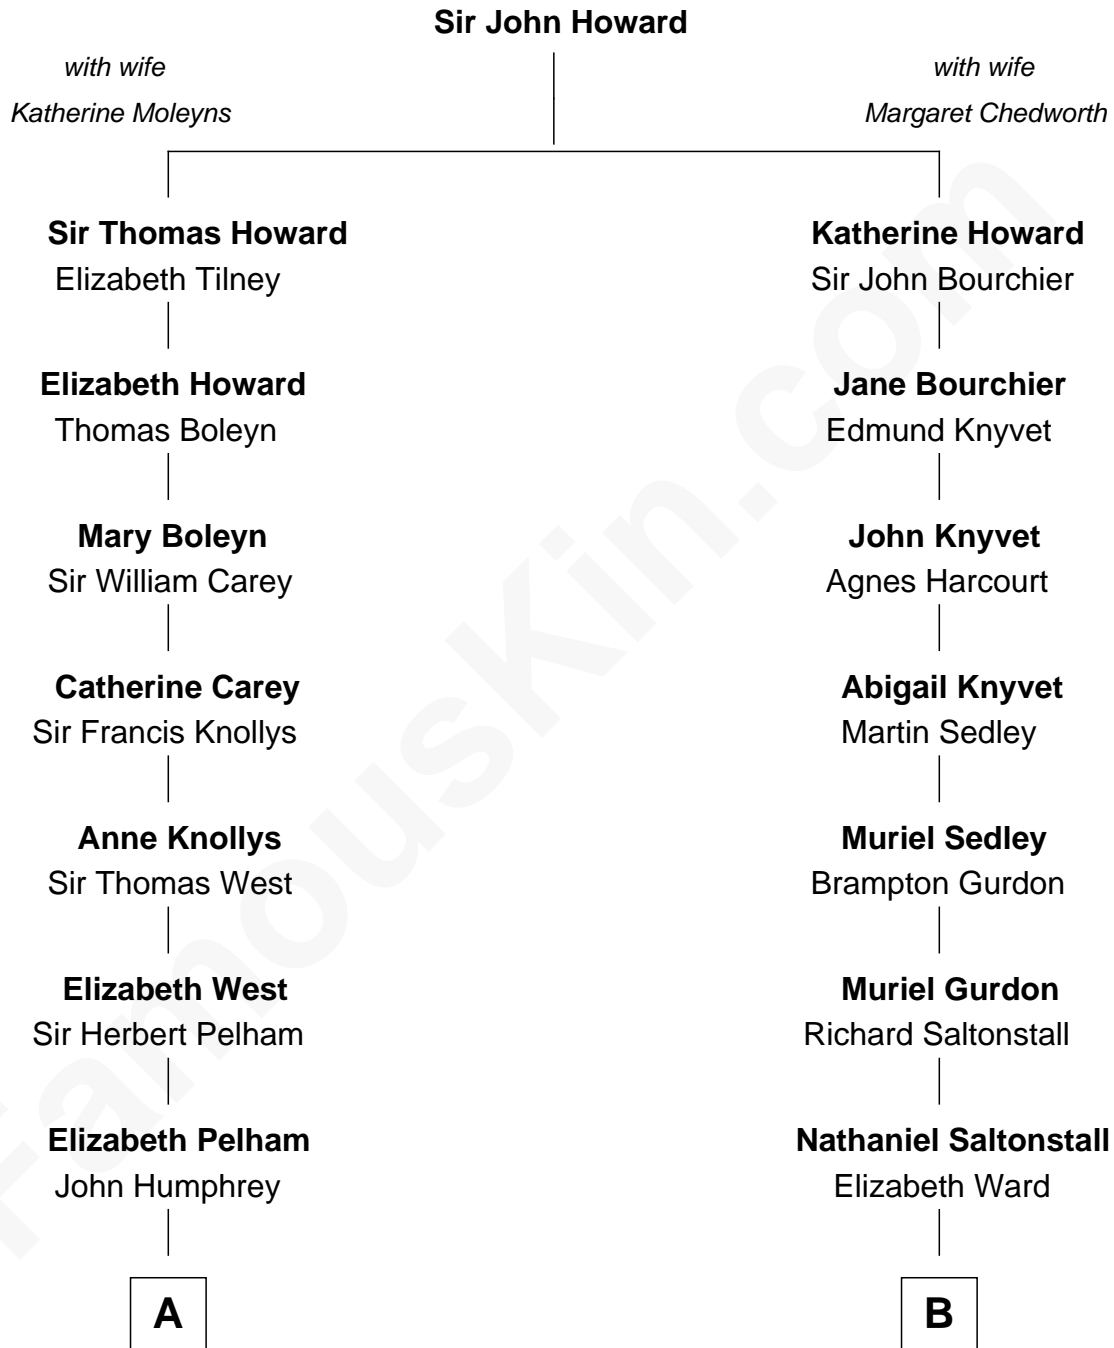 Sir John Howard
with wife
Katherine Moleyns
with wife
Margaret Chedworth
Sir Thomas Howard
Elizabeth Tilney
Katherine Howard
Sir John Bourchier
Elizabeth Howard
Thomas Boleyn
Jane Bourchier
Edmund Knyvet
Mary Boleyn
Sir William Carey
John Knyvet
Agnes Harcourt
Catherine Carey
Sir Francis Knollys
Abigail Knyvet
Martin Sedley
Anne Knollys
Sir Thomas West
Muriel Sedley
Brampton Gurdon
Elizabeth West
Sir Herbert Pelham
Muriel Gurdon
Richard Saltonstall
Elizabeth Pelham
John Humphrey
Nathaniel Saltonstall
Elizabeth Ward
A
B
FamousKin.com